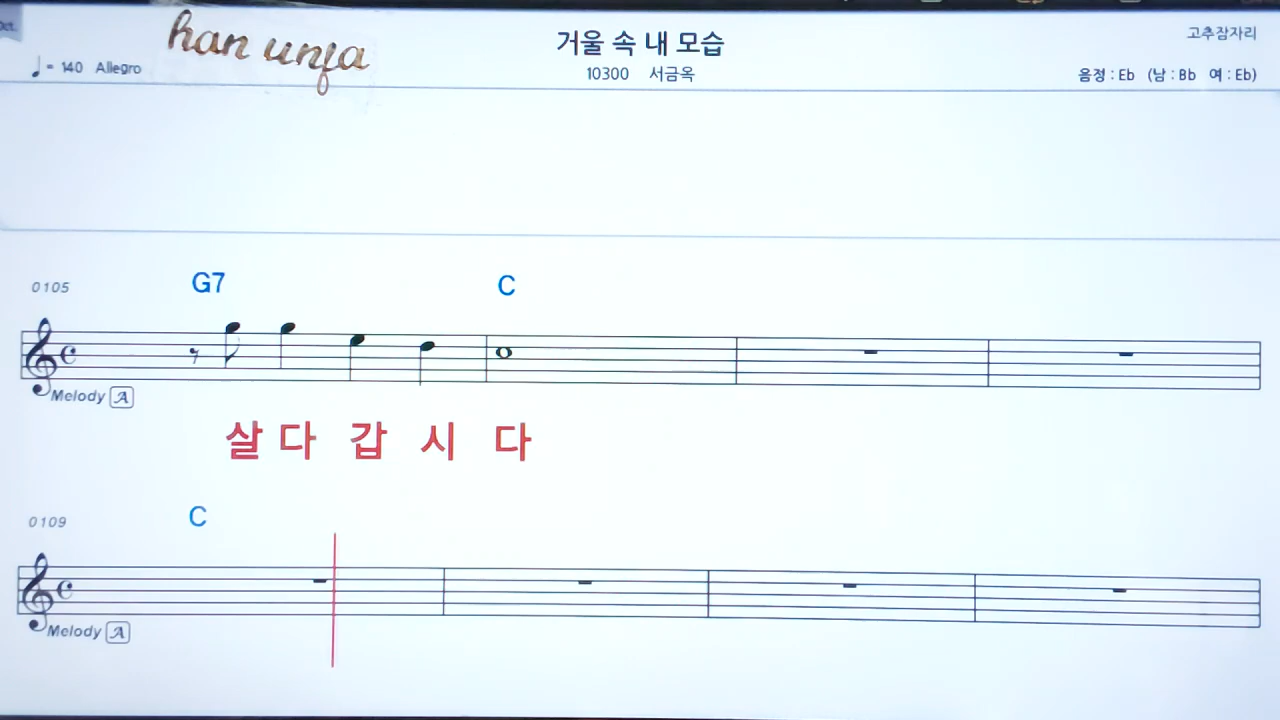 Oct.
han unja
거울 속 내 모습
고추잠자리
♩= 140 Allegro
10300 서금옥
음정 : Eb (남 : Bb 여 : Eb)
0105
G7 C
Melody A
살 다 갑 시 다
0109
C
Melody A